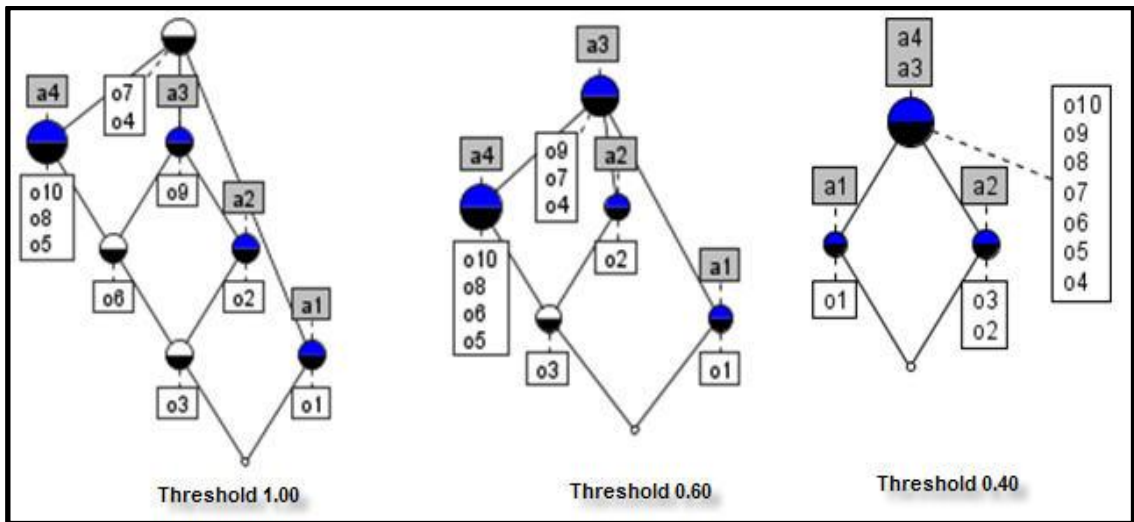 a4
o7
o4
a3
o10
o8
o5
o9
a2
o6
o2
a1
o3
o1
Threshold 1.00
a3
a4
o9
o7
o4
a2
o10
o8
o6
o5
o2
a1
o3
o1
Threshold 0.60
a4
a3
o10
o9
o8
o7
o6
o5
o4
a1
a2
o1
o3
o2
Threshold 0.40